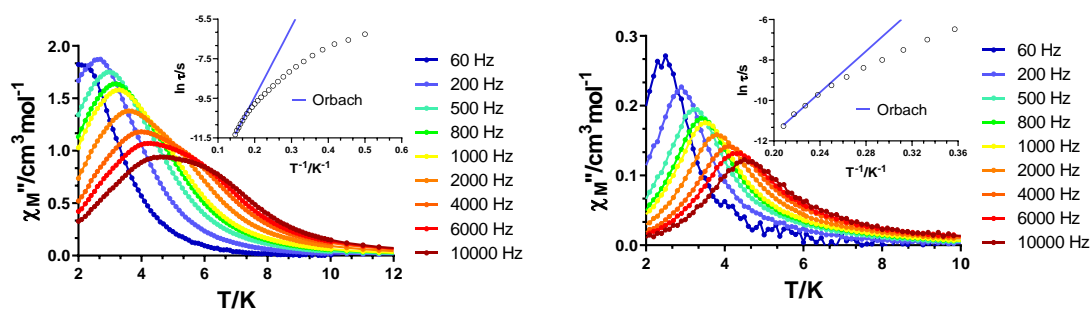 χM''/cm³mol⁻¹
2.0
1.5
1.0
0.5
0.0
2 4 6 8 10 12
T/K
ln τ/s
-5.5
-7.5
-9.5
-11.5
0.1 0.2 0.3 0.4 0.5 0.6
T⁻¹/K⁻¹
Orbach
60 Hz
200 Hz
500 Hz
800 Hz
1000 Hz
2000 Hz
4000 Hz
6000 Hz
10000 Hz
χM''/cm³mol⁻¹
0.3
0.2
0.1
0.0
2 4 6 8 10
T/K
ln τ/s
-6
-8
-10
-12
0.20 0.24 0.28 0.32 0.36
T⁻¹/K⁻¹
Orbach
60 Hz
200 Hz
500 Hz
800 Hz
1000 Hz
2000 Hz
4000 Hz
6000 Hz
10000 Hz